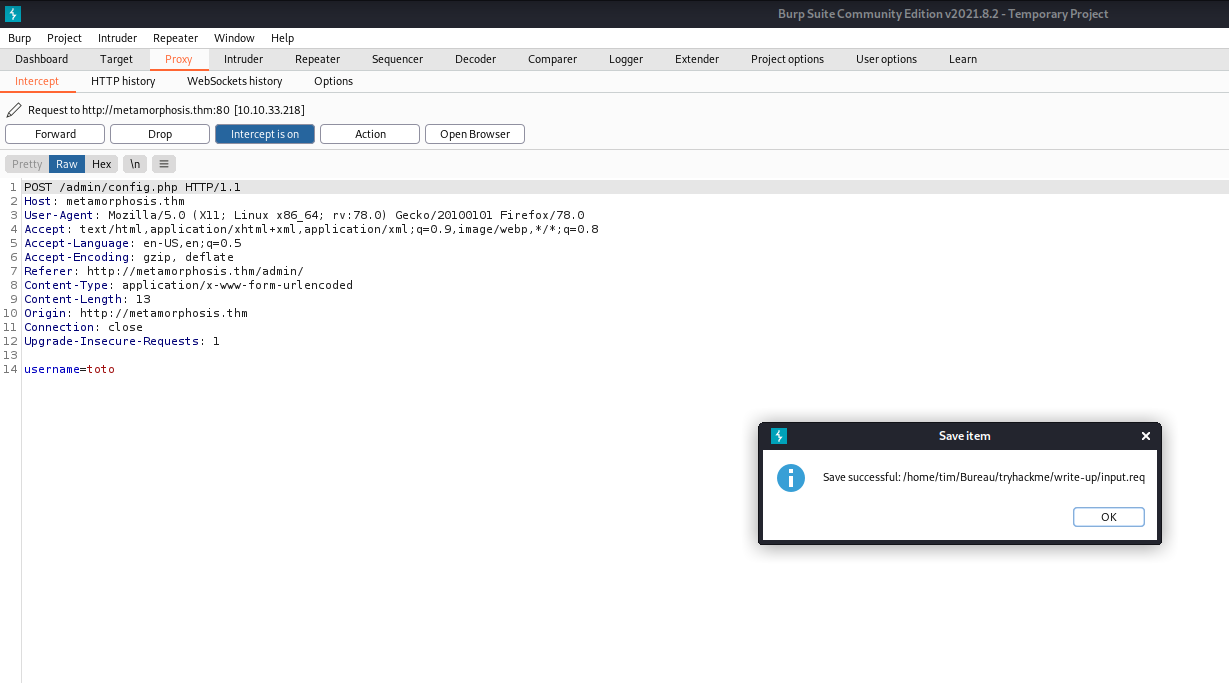 Burp Suite Community Edition v2021.8.2 - Temporary Project
Burp Project Intruder Repeater Window Help
Dashboard Target Proxy Intruder Repeater Sequencer Decoder Comparer Logger Extender Project options User options Learn
Intercept HTTP history WebSockets history Options
Request to http://metamorphosis.thm:80 [10.10.33.218]
Forward Drop Intercept is on Action Open Browser
Pretty Raw Hex \n
1 POST /admin/config.php HTTP/1.1
2 Host: metamorphosis.thm
3 User-Agent: Mozilla/5.0 (X11; Linux x86_64; rv:78.0) Gecko/20100101 Firefox/78.0
4 Accept: text/html,application/xhtml+xml,application/xml;q=0.9,image/webp,*/*;q=0.8
5 Accept-Language: en-US,en;q=0.5
6 Accept-Encoding: gzip, deflate
7 Referer: http://metamorphosis.thm/admin/
8 Content-Type: application/x-www-form-urlencoded
9 Content-Length: 13
10 Origin: http://metamorphosis.thm
11 Connection: close
12 Upgrade-Insecure-Requests: 1
13
14 username=toto
Save item
Save successful: /home/tim/Bureau/tryhackme/write-up/input.req
OK